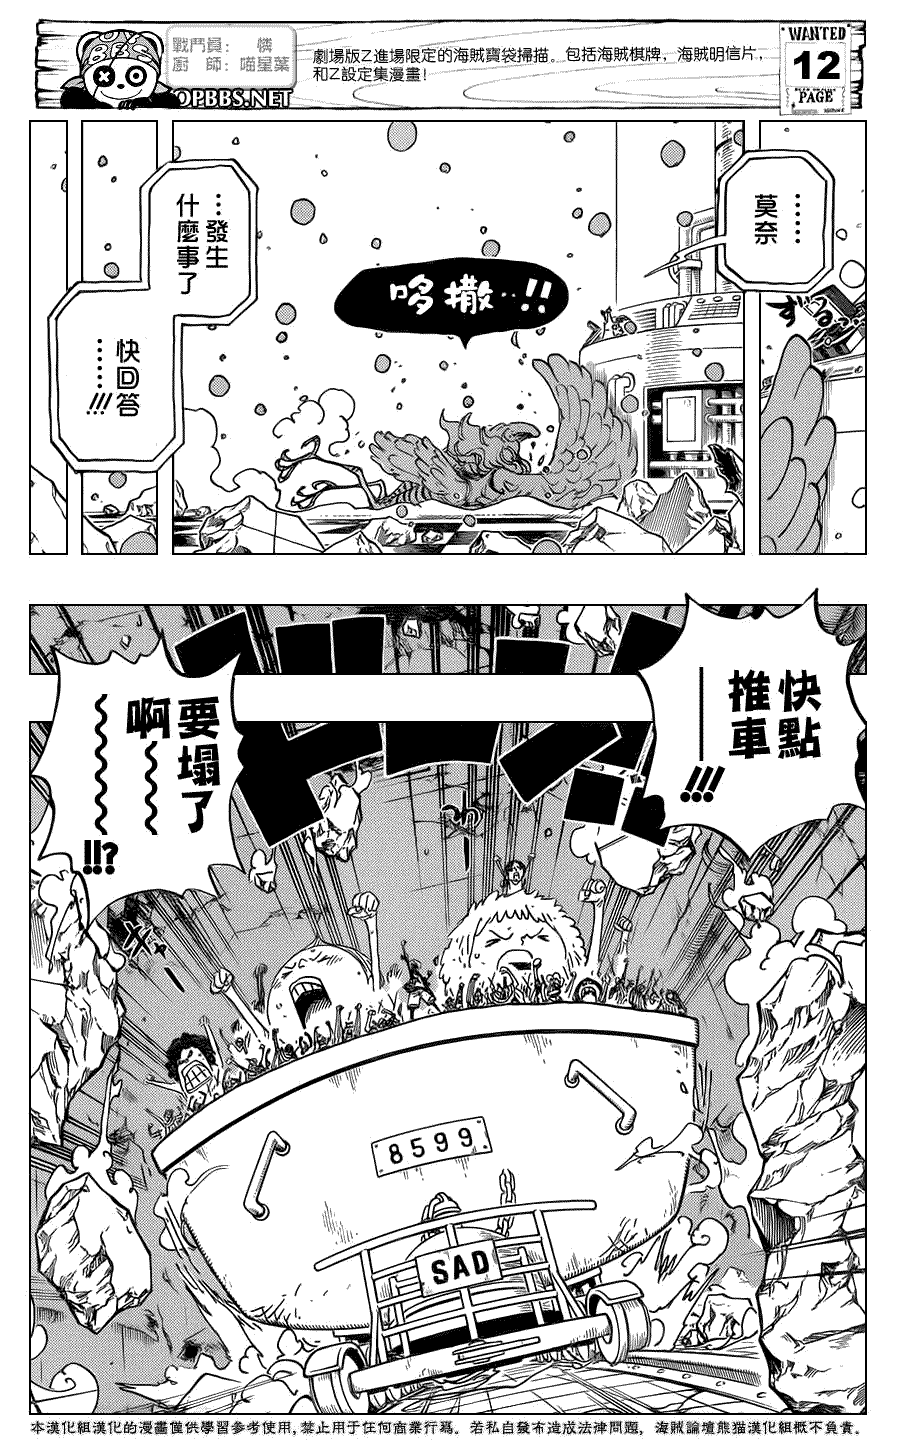 戰鬥員: 憐
廚 師:喵星葉
OPBBS.NET
劇場版Z進場限定的海賊寶袋掃描。包括海賊棋牌, 海賊明信片,
和Z設定集漫畫!
WANTED
12
PAGE
……
莫奈
ずるっ…
哆撒…!!
…發生
什麼事了
快回答
……!!!
快點
推車
——!!!
要塌了
啊~~
~~!!?
8599
SAD
本漢化組漢化的漫畫僅供學習參考使用,禁止用于任何商業行為。若私自發布造成法律問題, 海賊論壇熊猫漢化組概不負責。